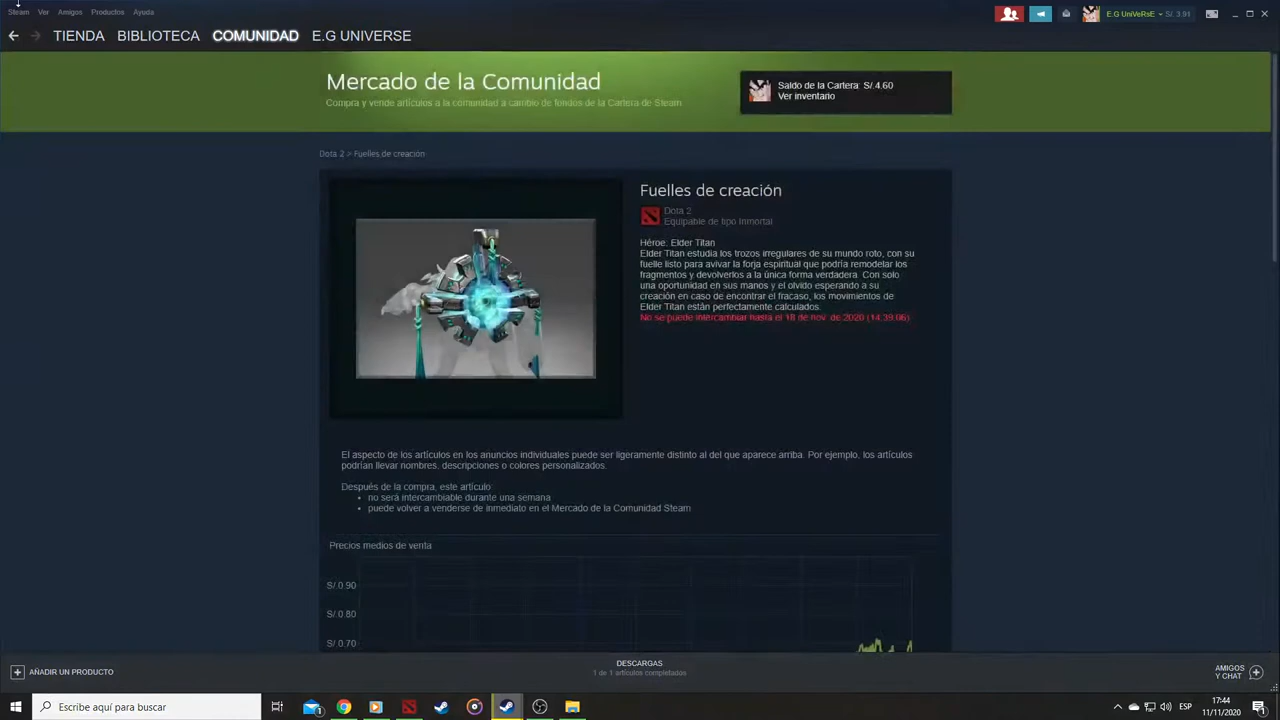 Steam Ver Amigos Productos Ayuda
E.G UniVeRsE S/. 3.91
TIENDA BIBLIOTECA COMUNIDAD E.G UNIVERSE
Mercado de la Comunidad
Compra y vende artículos a la comunidad a cambio de fondos de la Cartera de Steam
Saldo de la Cartera: S/.4.60
Ver inventario
Dota 2 > Fuelles de creación
Fuelles de creación
Dota 2
Equipable de tipo Inmortal
Héroe: Elder Titan
Elder Titan estudia los trozos irregulares de su mundo roto, con su
fuelle listo para avivar la forja espiritual que podría remodelar los
fragmentos y devolverlos a la única forma verdadera. Con solo
una oportunidad en sus manos y el olvido esperando a su
creación en caso de encontrar el fracaso, los movimientos de
Elder Titan están perfectamente calculados.
No se puede intercambiar hasta el 18 de nov. de 2020 (14:39:06)
El aspecto de los artículos en los anuncios individuales puede ser ligeramente distinto al del que aparece arriba. Por ejemplo, los artículos
podrían llevar nombres, descripciones o colores personalizados.
Después de la compra, este artículo:
• no será intercambiable durante una semana
• puede volver a venderse de inmediato en el Mercado de la Comunidad Steam
Precios medios de venta
S/.0.90
S/.0.80
S/.0.70
AÑADIR UN PRODUCTO
DESCARGAS
1 de 1 artículos completados
AMIGOS
Y CHAT
Escribe aquí para buscar
ESP
17:44
11/11/2020